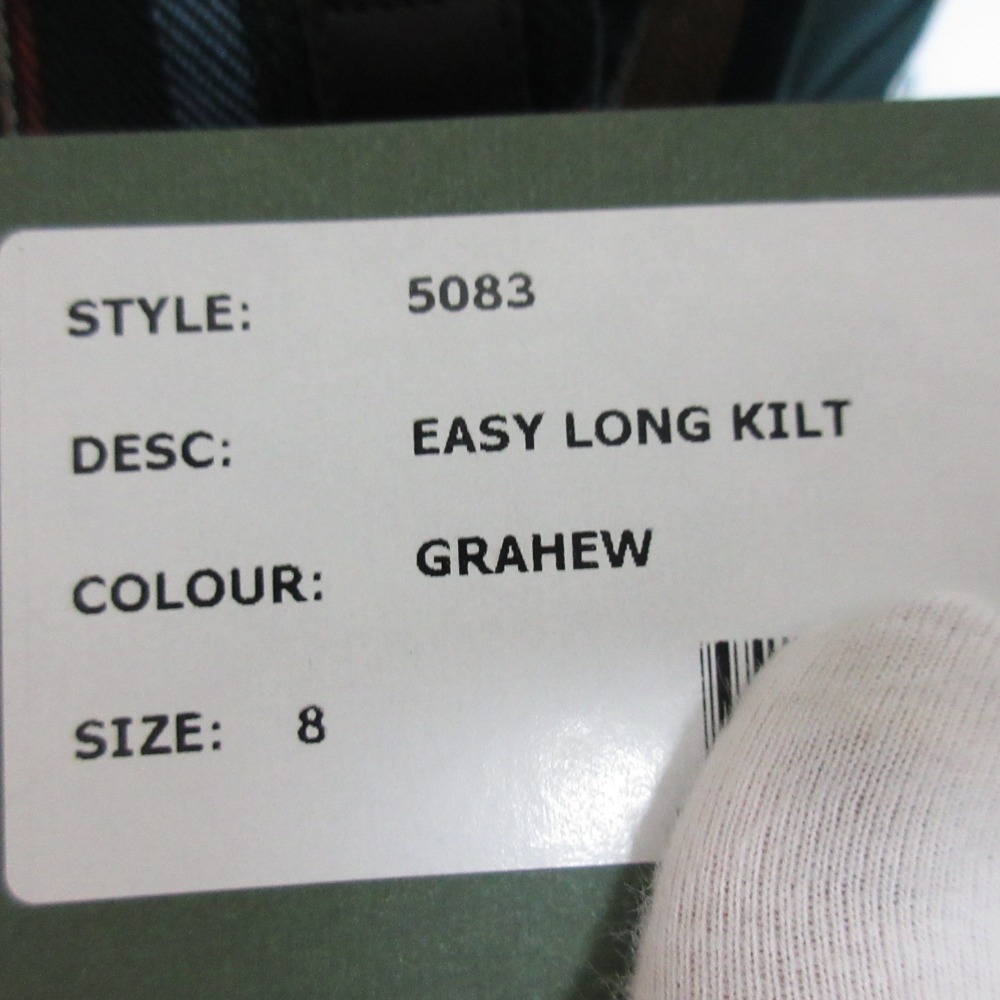 STYLE: 5083
DESC: EASY LONG KILT
COLOUR: GRAHEW
SIZE: 8